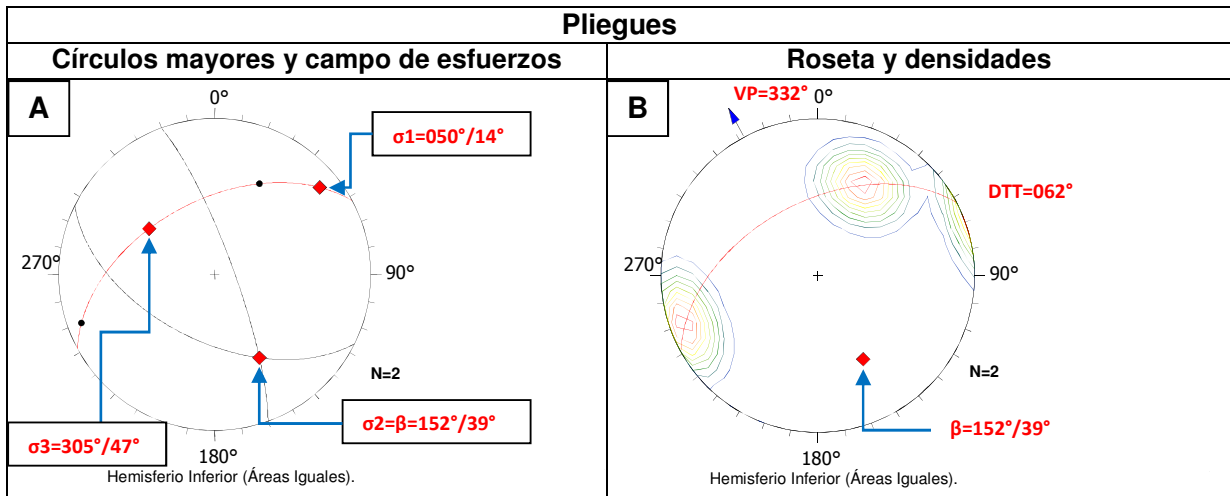 Pliegues
Círculos mayores y campo de esfuerzos
Roseta y densidades
A
0°
σ1=050°/14°
270°
90°
N=2
σ3=305°/47°
σ2=β=152°/39°
180°
Hemisferio Inferior (Áreas Iguales).
B
VP=332°
0°
DTT=062°
270°
90°
N=2
β=152°/39°
180°
Hemisferio Inferior (Áreas Iguales).